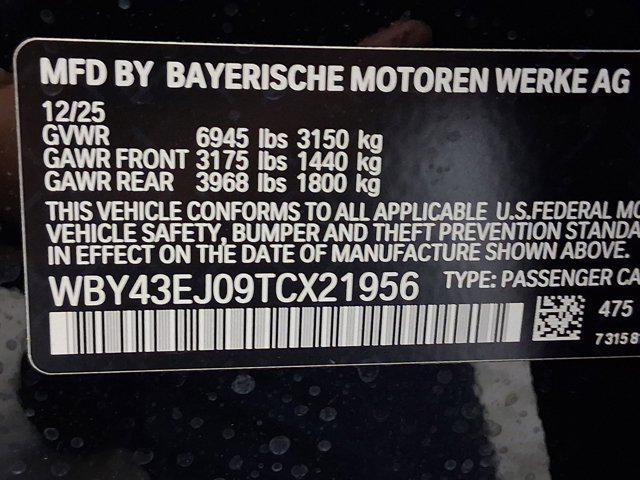 MFD BY BAYERISCHE MOTOREN WERKE AG
12/25
GVWR 6945 lbs 3150 kg
GAWR FRONT 3175 lbs 1440 kg
GAWR REAR 3968 lbs 1800 kg
THIS VEHICLE CONFORMS TO ALL APPLICABLE U.S.FEDERAL MO
VEHICLE SAFETY, BUMPER AND THEFT PREVENTION STANDA
IN EFFECT ON THE DATE OF MANUFACTURE SHOWN ABOVE.
WBY43EJ09TCX21956 TYPE: PASSENGER CA
475
73158